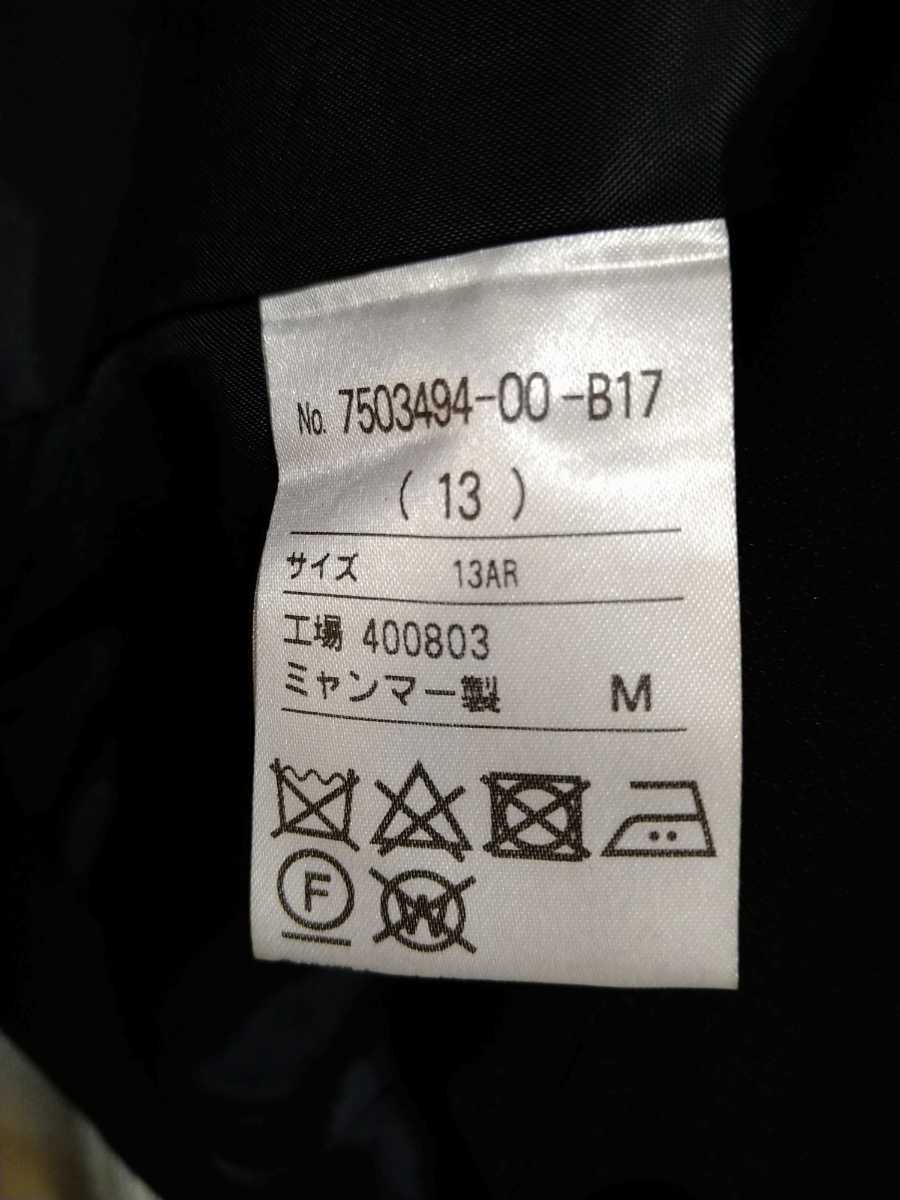 No. 7503494-00-B17
( 13 )
サイズ 13AR
工場 400803
ミャンマー製 M
F W